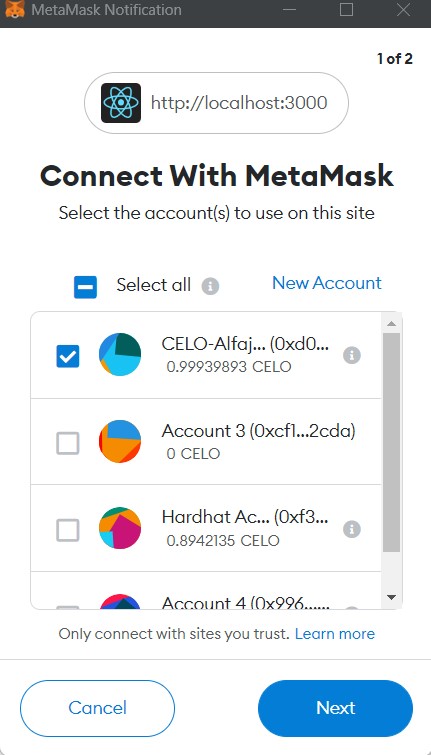 MetaMask Notification
1 of 2
http://localhost:3000
Connect With MetaMask
Select the account(s) to use on this site
Select all New Account
CELO-Alfaj... (0xd0...
0.99939893 CELO
Account 3 (0xcf1...2cda)
0 CELO
Hardhat Ac... (0xf3...
0.8942135 CELO
Account 4 (0x996......
Only connect with sites you trust. Learn more
Cancel Next